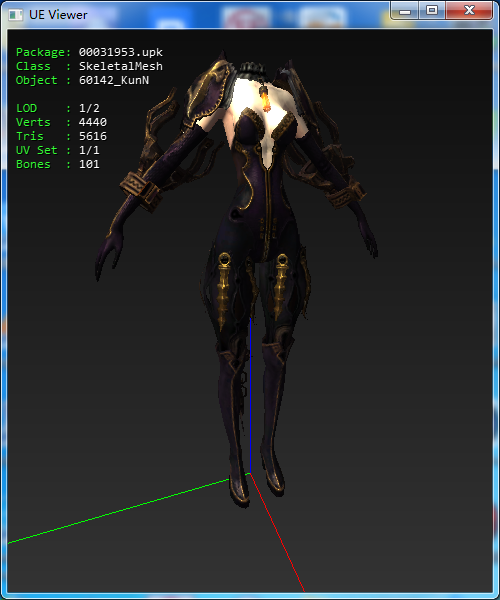 UE Viewer
Package: 00031953.upk
Class : SkeletalMesh
Object : 60142_KunN
LOD : 1/2
Verts : 4440
Tris : 5616
UV Set : 1/1
Bones : 101